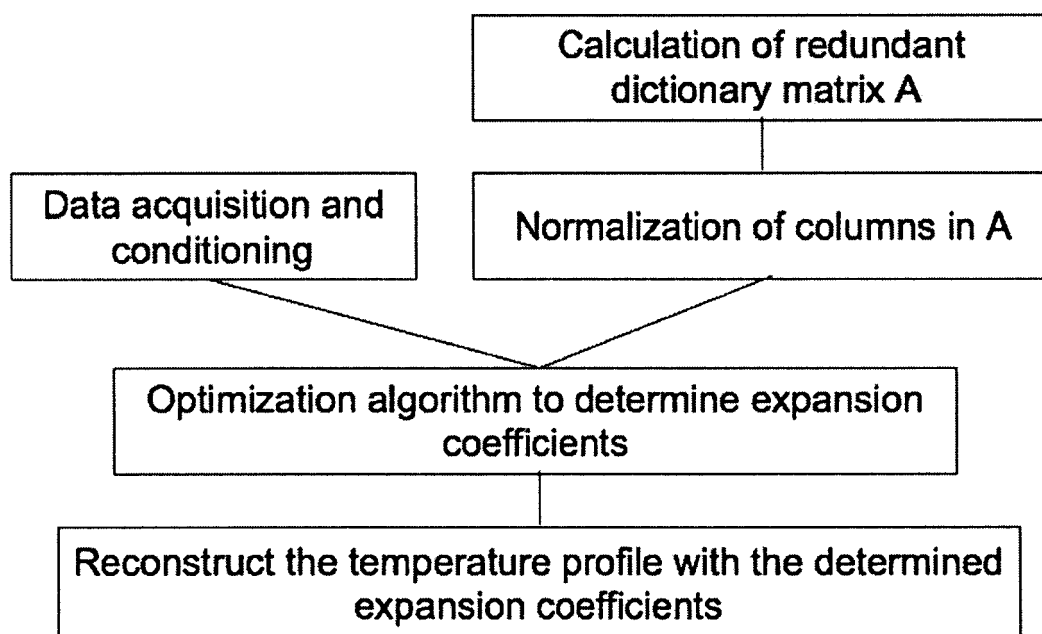 Calculation of redundant
dictionary matrix A
Data acquisition and
conditioning
Normalization of columns in A
Optimization algorithm to determine expansion
coefficients
Reconstruct the temperature profile with the determined
expansion coefficients